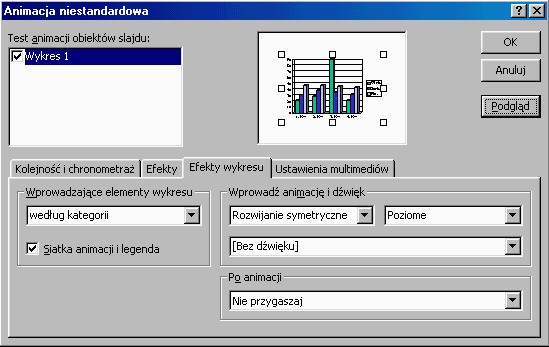 Animacja niestandardowa
Test animacji obiektów slajdu:
Wykres 1
OK
Anuluj
Podgląd
Kolejność i chronometraż
Efekty
Efekty wykresu
Ustawienia multimediów
Wprowadzające elementy wykresu
według kategorii
Siatka animacji i legenda
Wprowadź animację i dźwięk
Rozwijanie symetryczne
Poziome
[Bez dźwięku]
Po animacji
Nie przygaszaj